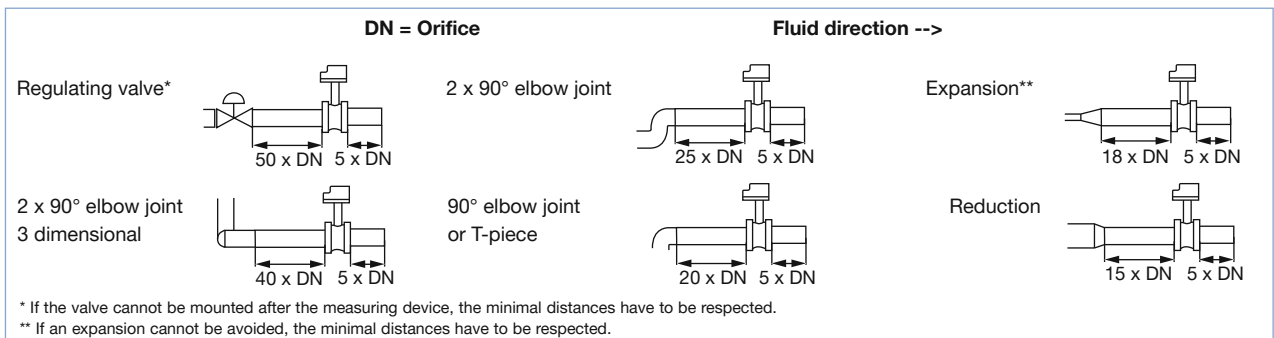 DN = Orifice
Fluid direction -->
Regulating valve*
50 x DN 5 x DN
2 x 90° elbow joint
25 x DN 5 x DN
Expansion**
18 x DN 5 x DN
2 x 90° elbow joint
3 dimensional
40 x DN 5 x DN
90° elbow joint
or T-piece
20 x DN 5 x DN
Reduction
15 x DN 5 x DN
* If the valve cannot be mounted after the measuring device, the minimal distances have to be respected.
** If an expansion cannot be avoided, the minimal distances have to be respected.